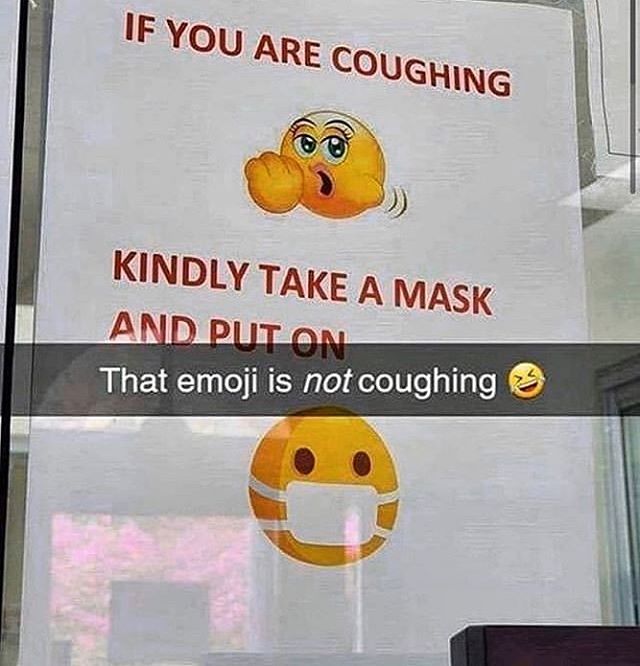 IF YOU ARE COUGHING
KINDLY TAKE A MASK
AND PUT ON
That emoji is not coughing 🤣